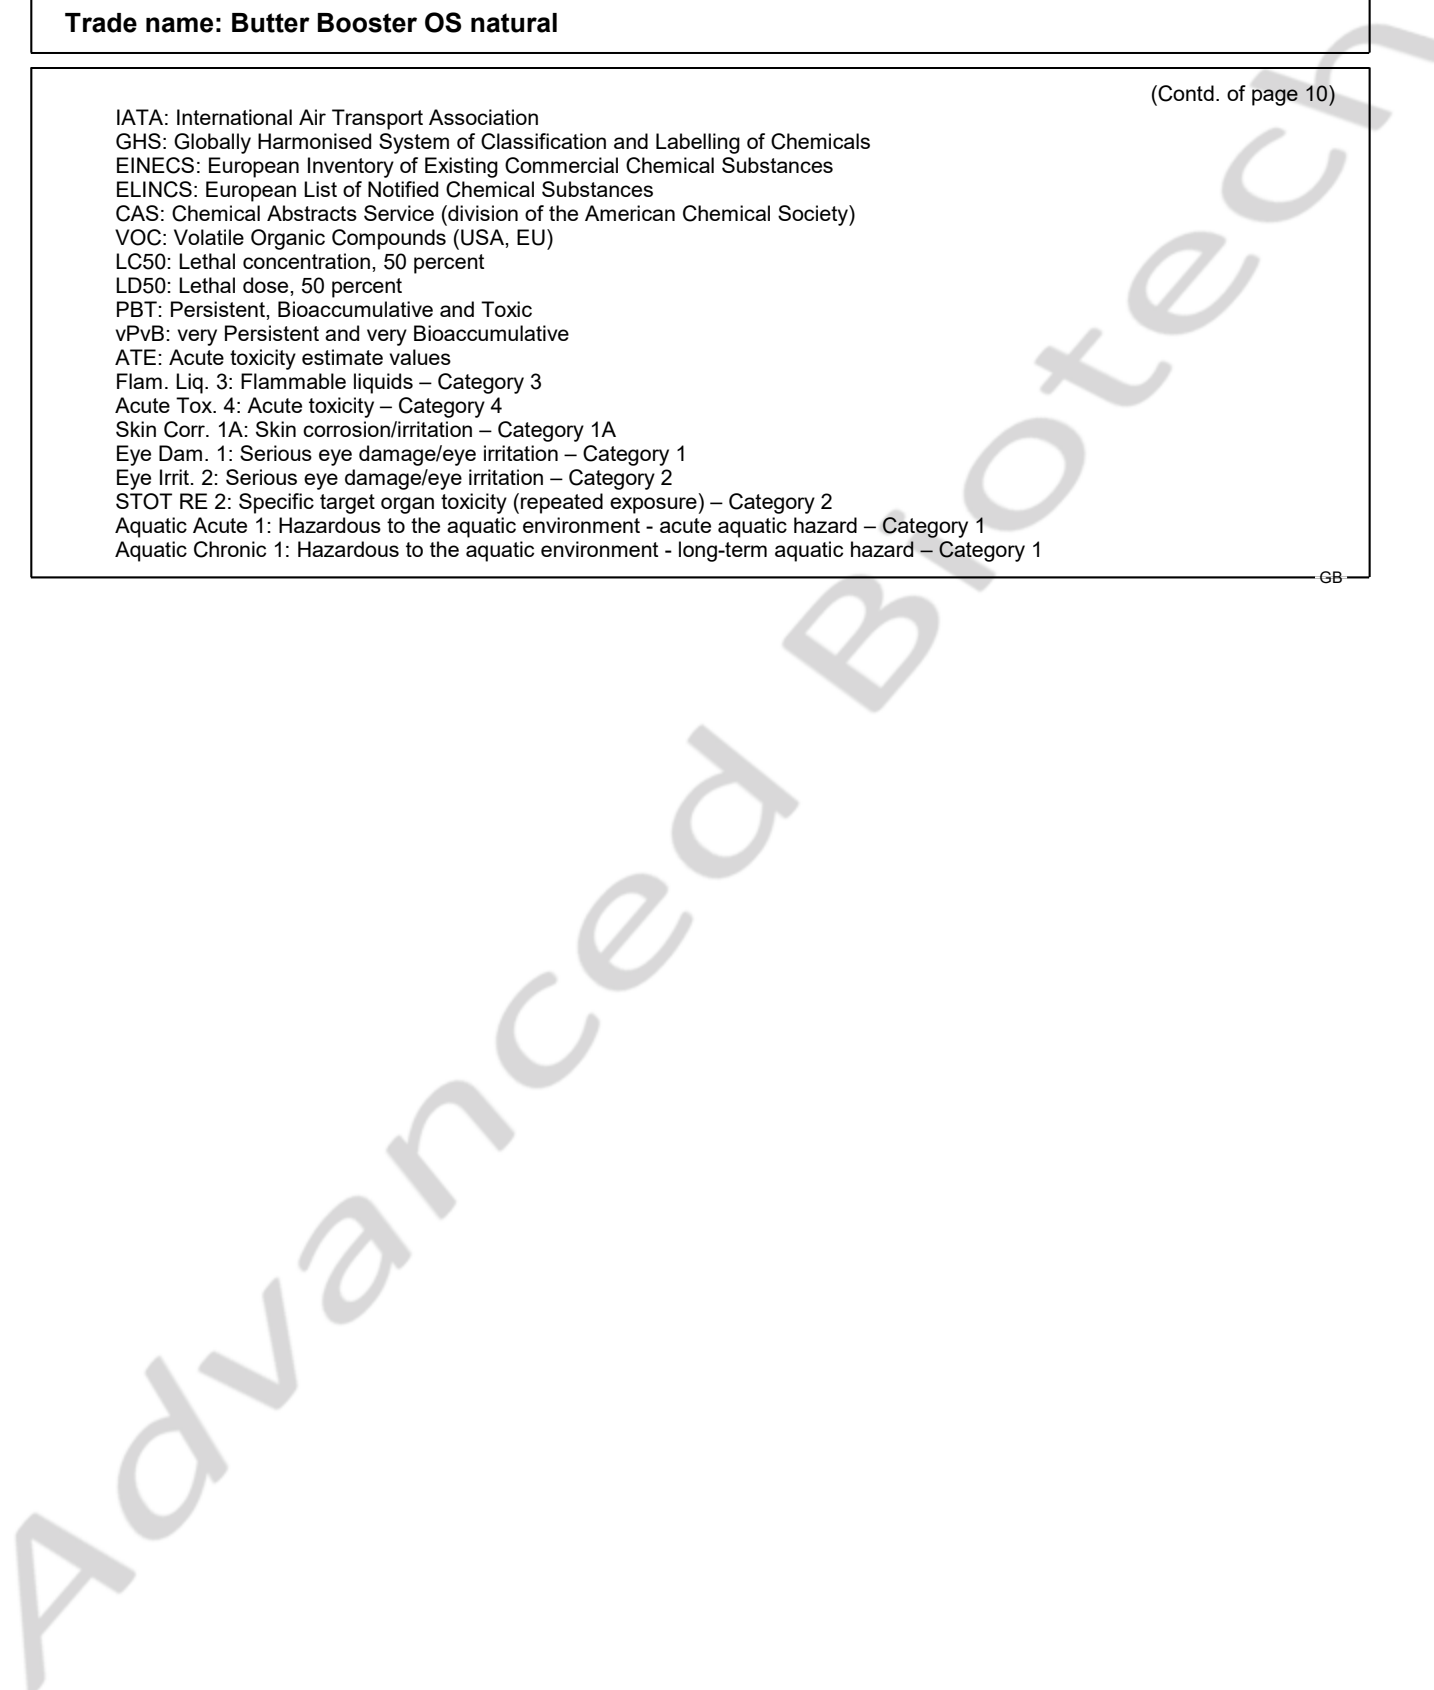 Trade name: Butter Booster OS natural
(Contd. of page 10)
IATA: International Air Transport Association
GHS: Globally Harmonised System of Classification and Labelling of Chemicals
EINECS: European Inventory of Existing Commercial Chemical Substances
ELINCS: European List of Notified Chemical Substances
CAS: Chemical Abstracts Service (division of the American Chemical Society)
VOC: Volatile Organic Compounds (USA, EU)
LC50: Lethal concentration, 50 percent
LD50: Lethal dose, 50 percent
PBT: Persistent, Bioaccumulative and Toxic
vPvB: very Persistent and very Bioaccumulative
ATE: Acute toxicity estimate values
Flam. Liq. 3: Flammable liquids – Category 3
Acute Tox. 4: Acute toxicity – Category 4
Skin Corr. 1A: Skin corrosion/irritation – Category 1A
Eye Dam. 1: Serious eye damage/eye irritation – Category 1
Eye Irrit. 2: Serious eye damage/eye irritation – Category 2
STOT RE 2: Specific target organ toxicity (repeated exposure) – Category 2
Aquatic Acute 1: Hazardous to the aquatic environment - acute aquatic hazard – Category 1
Aquatic Chronic 1: Hazardous to the aquatic environment - long-term aquatic hazard – Category 1
GB
Advanced Biotech